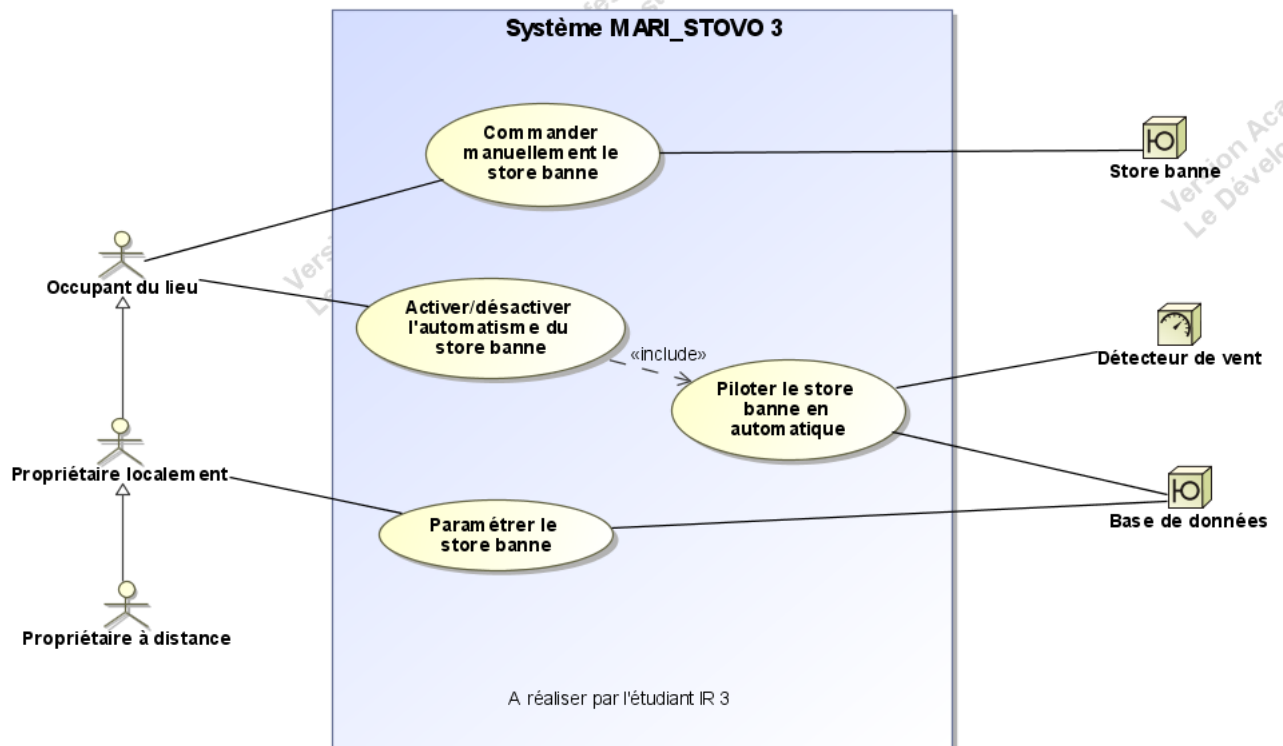 Système MARI_STOVO 3
Commander
manuellement le
store banne
Store banne
Occupant du lieu
Activer/désactiver
l'automatisme du
store banne
«include»
Détecteur de vent
Piloter le store
banne en
automatique
Propriétaire localement
Paramétrer le
store banne
Base de données
Propriétaire à distance
A réaliser par l'étudiant IR 3